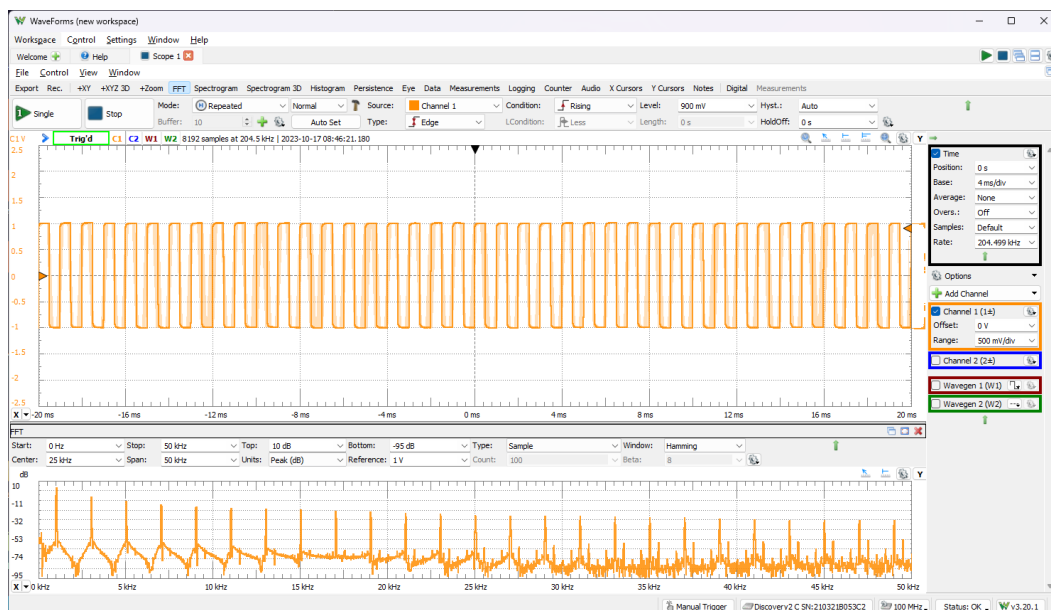 WaveForms (new workspace)
Workspace Control Settings Window Help
Welcome Help Scope 1
File Control View Window
Export Rec. +XY +XYZ 3D +Zoom FFT Spectrogram Spectrogram 3D Histogram Persistence Eye Data Measurements Logging Counter Audio X Cursors Y Cursors Notes Digital Measurements
Single Stop Mode: Repeated Normal Source: Channel 1 Condition: Rising Level: 900 mV Hyst.: Auto
Buffer: 10 Auto Set Type: Edge LCondition: Less Length: 0 s HoldOff: 0 s
C1 V Trig'd C1 C2 W1 W2 8192 samples at 204.5 kHz | 2023-10-17 08:46:21.180 Y
2.5
2
1.5
1
0.5
0
-0.5
-1
-1.5
-2
-2.5
X -20 ms -16 ms -12 ms -8 ms -4 ms 0 ms 4 ms 8 ms 12 ms 16 ms 20 ms
Time
Position: 0 s
Base: 4 ms/div
Average: None
Overs.: Off
Samples: Default
Rate: 204.499 kHz
Options
Add Channel
Channel 1 (1±)
Offset: 0 V
Range: 500 mV/div
Channel 2 (2±)
Wavegen 1 (W1)
Wavegen 2 (W2)
FFT
Start: 0 Hz Stop: 50 kHz Top: 10 dB Bottom: -95 dB Type: Sample Window: Hamming
Center: 25 kHz Span: 50 kHz Units: Peak (dB) Reference: 1 V Count: 100 Beta: 8
dB Y
10
-11
-32
-53
-74
-95
X 0 kHz 5 kHz 10 kHz 15 kHz 20 kHz 25 kHz 30 kHz 35 kHz 40 kHz 45 kHz 50 kHz
Manual Trigger Discovery2 C SN:210321B053C2 100 MHz Status: OK v3.20.1